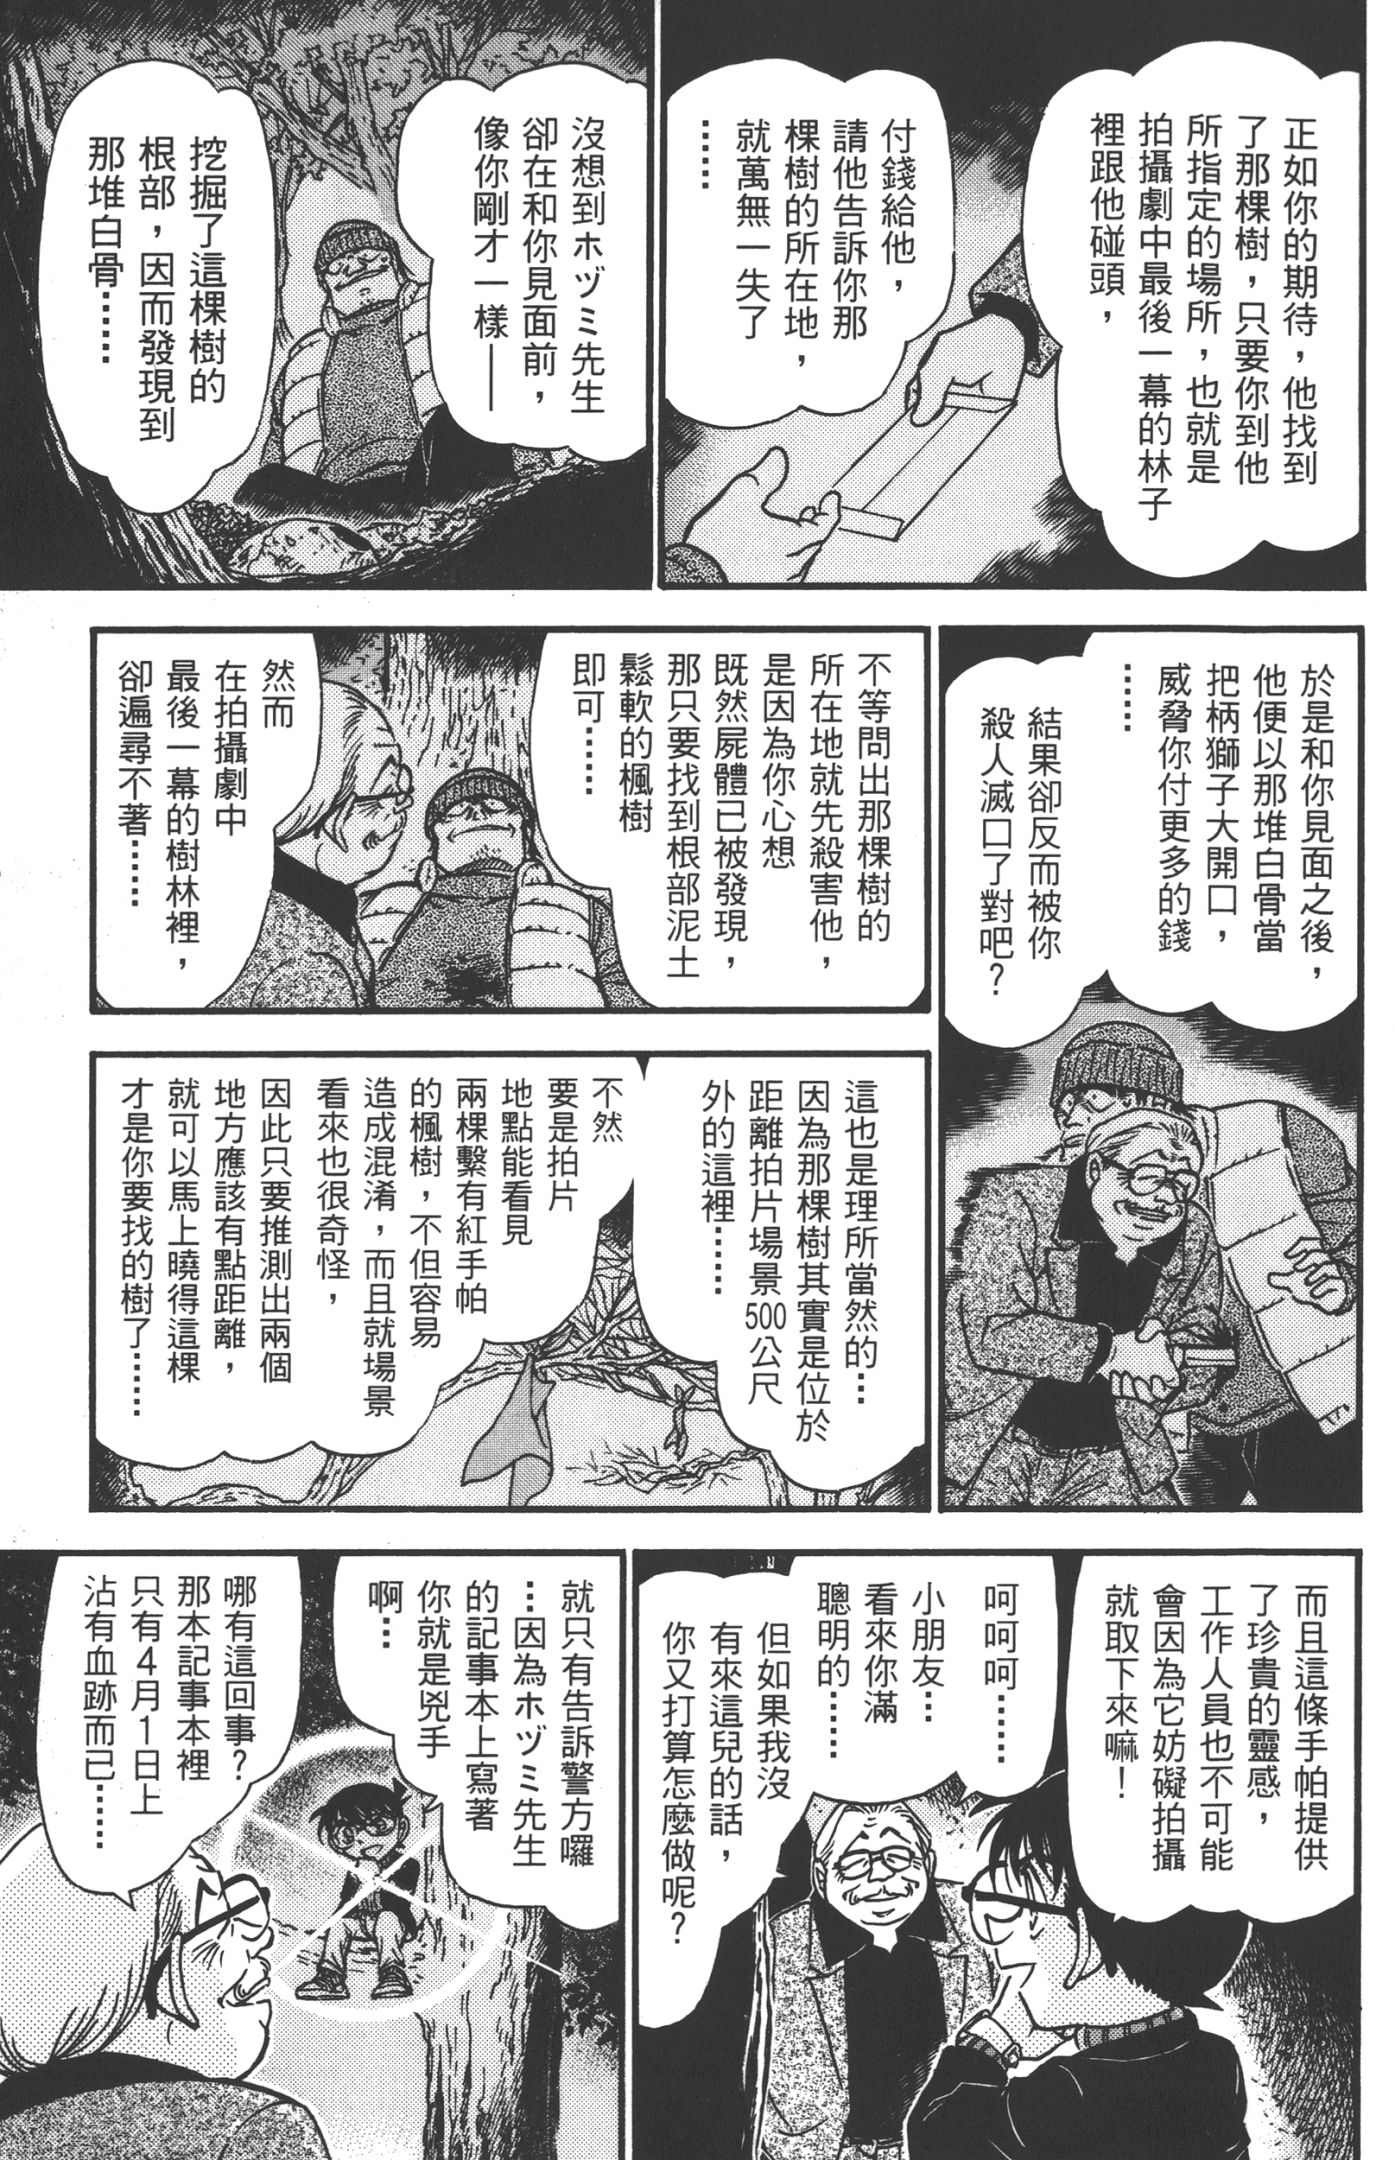 正如你的期待，他找到
了那棵樹，只要你到他
所指定的場所，也就是
拍攝劇中最後一幕的林子
裡跟他碰頭，
付錢給他，
請他告訴你那
棵樹的所在地，
就萬無一失了
……
沒想到ホヅミ先生
卻在和你見面前，
像你剛才一樣——
挖掘了這棵樹的
根部，因而發現到
那堆白骨……
於是和你見面之後，
他便以那堆白骨當
把柄獅子大開口，
威脅你付更多的錢
……
結果卻反而被你
殺人滅口了對吧？
不等問出那棵樹的
所在地就先殺害他，
是因為你心想
既然屍體已被發現，
那只要找到根部泥土
鬆軟的楓樹
即可……
然而
在拍攝劇中
最後一幕的樹林裡，
卻遍尋不著……
這也是理所當然的…
因為那棵樹其實是位於
距離拍片場景500公尺
外的這裡……
不然
要是拍片
地點能看見
兩棵繫有紅手帕
的楓樹，不但容易
造成混淆，而且就場景
看來也很奇怪，
因此只要推測出兩個
地方應該有點距離，
就可以馬上曉得這棵
才是你要找的樹了……
而且這條手帕提供
了珍貴的靈感，
工作人員也不可能
會因為它妨礙拍攝
就取下來嘛！
呵呵呵……
小朋友…
看來你滿
聰明的……
但如果我沒
有來這兒的話，
你又打算怎麼做呢？
就只有告訴警方囉
…因為ホヅミ先生
的記事本上寫著
你就是兇手
啊…
哪有這回事？
那本記事本裡
只有4月1日上
沾有血跡而已……